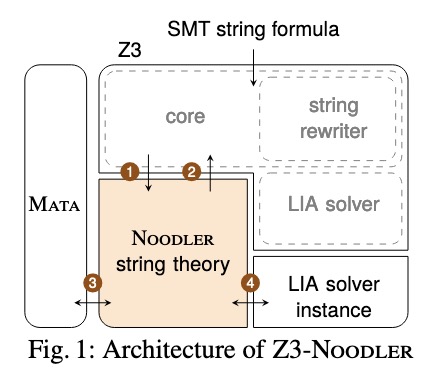 SMT string formula
Z3
core
string
rewriter
1
2
LIA solver
MATA
NOODLER
string theory
3
4
LIA solver
instance
Fig. 1: Architecture of Z3-NOODLER